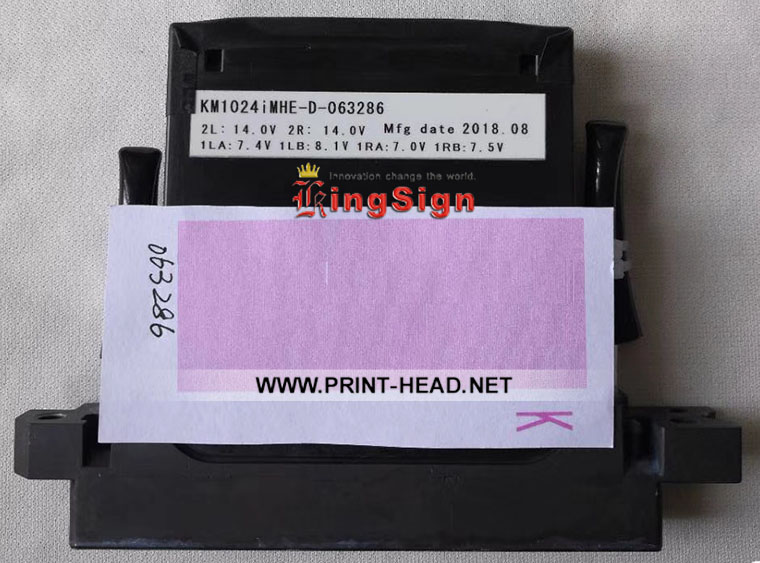 KM1024iMHE-D-063286
2L: 14.0V 2R: 14.0V Mfg date 2018.08
1LA: 7.4V 1LB: 8.1V 1RA: 7.0V 1RB: 7.5V
Innovation change the world.
KingSign
063286
WWW.PRINT-HEAD.NET
K